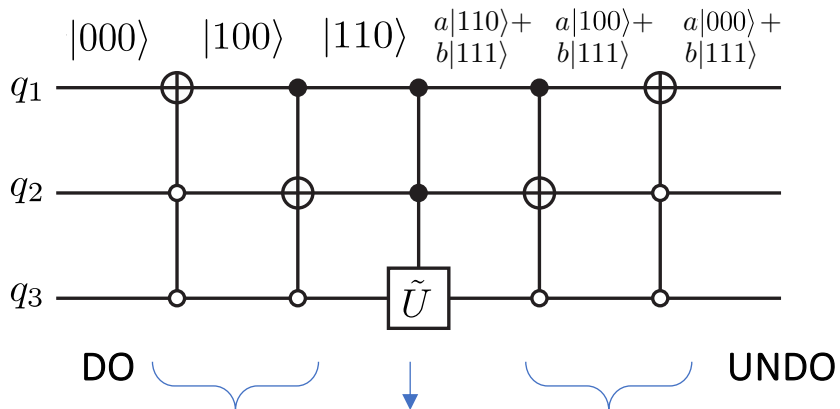 |000⟩ |100⟩ |110⟩ a|110⟩+ a|100⟩+ a|000⟩+
b|111⟩ b|111⟩ b|111⟩
q₁
q₂
q₃ Ũ
DO UNDO